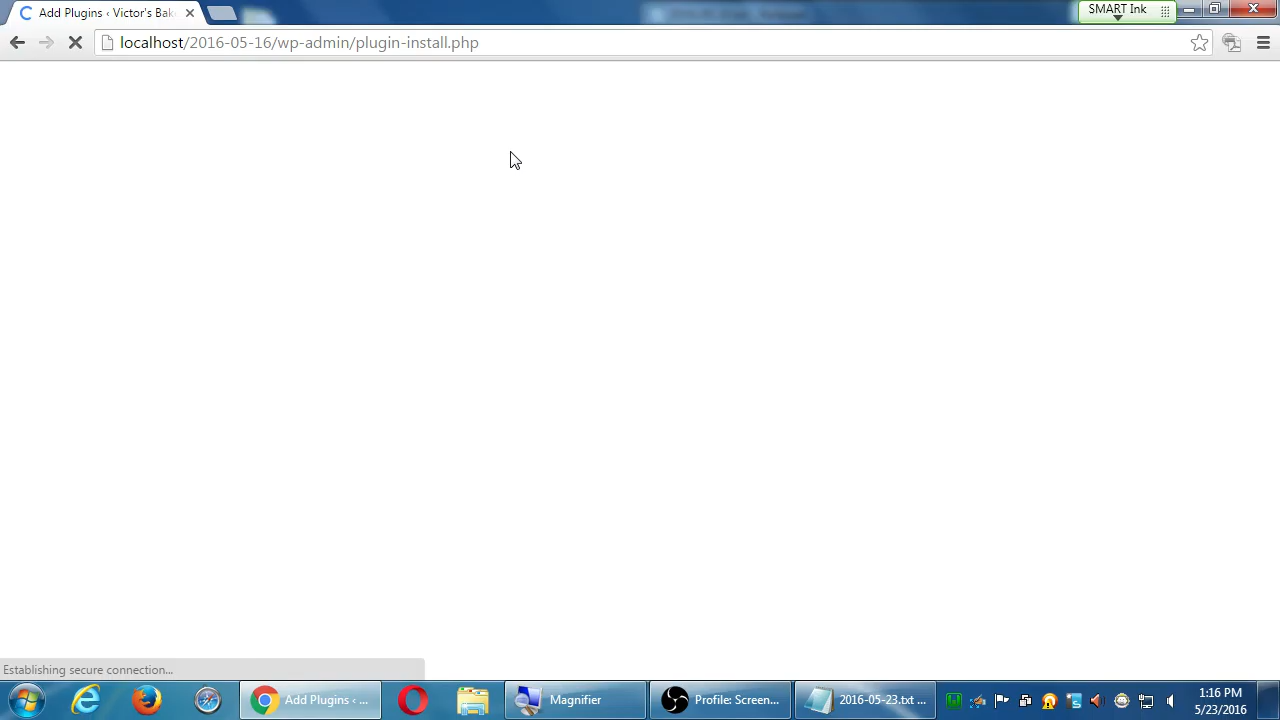 Add Plugins ‹ Victor's Bak
SMART Ink
localhost/2016-05-16/wp-admin/plugin-install.php
Establishing secure connection...
Add Plugins ‹ ...
Magnifier
Profile: Screen...
2016-05-23.txt ...
1:16 PM
5/23/2016